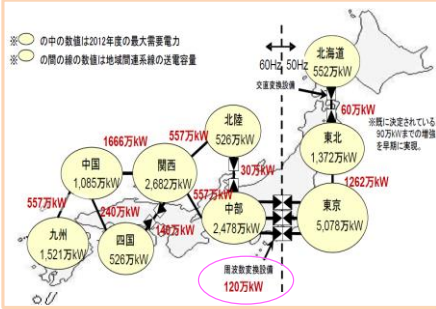 ※ の中の数値は2012年度の最大需要電力
※ の間の線の数値は地域間連系線の送電容量
60Hz 50Hz
北海道
552万kW
交直変換設備
60万kW
※既に決定されている
90万kWまでの増強
を早期に実現。
北陸
526万kW
557万kW
1666万kW
30万kW
東北
1,372万kW
中国
1,085万kW
関西
2,682万kW
557万kW
1262万kW
557万kW
240万kW
140万kW
中部
2,478万kW
東京
5,078万kW
九州
1,521万kW
四国
526万kW
周波数変換設備
120万kW